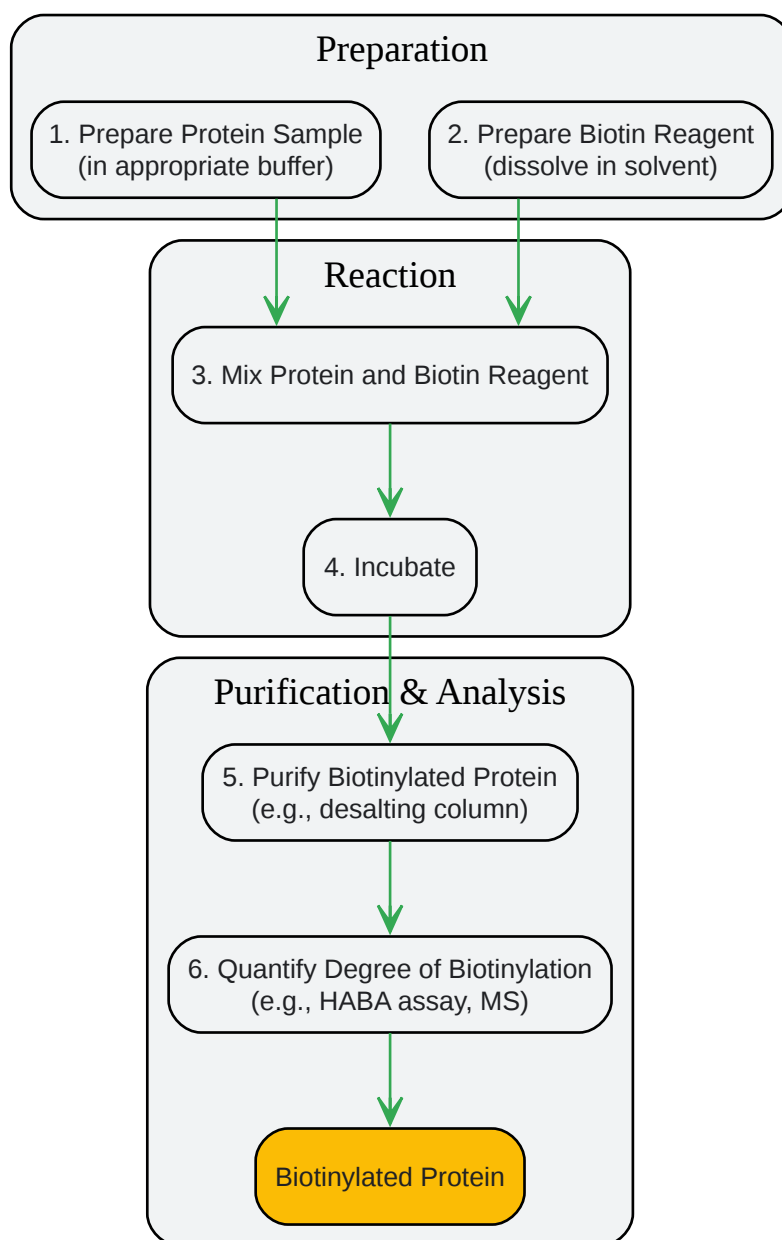 Preparation
1. Prepare Protein Sample
(in appropriate buffer)
2. Prepare Biotin Reagent
(dissolve in solvent)
Reaction
3. Mix Protein and Biotin Reagent
4. Incubate
Purification & Analysis
5. Purify Biotinylated Protein
(e.g., desalting column)
6. Quantify Degree of Biotinylation
(e.g., HABA assay, MS)
Biotinylated Protein